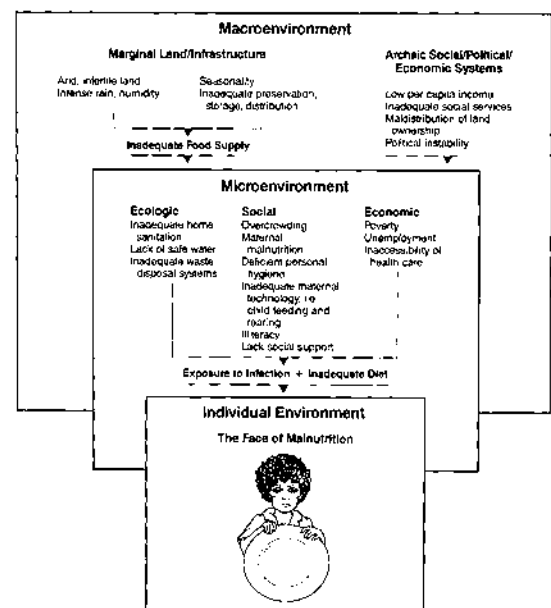 Macroenvironment
Marginal Land/Infrastructure
Arid, infertile land
Intense rain, humidity
Seasonality
Inadequate preservation,
storage, distribution
Inadequate Food Supply
Archaic Social/Political/
Economic Systems
Low per capita income
Inadequate social services
Maldistribution of land
ownership
Political instability
Microenvironment
Ecologic
Inadequate home
sanitation
Lack of safe water
Inadequate waste
disposal systems
Social
Overcrowding
Maternal
malnutrition
Deficient personal
hygiene
Inadequate maternal
technology, i.e.
child feeding and
rearing
Illiteracy
Lack social support
Economic
Poverty
Unemployment
Inaccessibility of
health care
Exposure to Infection + Inadequate Diet
Individual Environment
The Face of Malnutrition